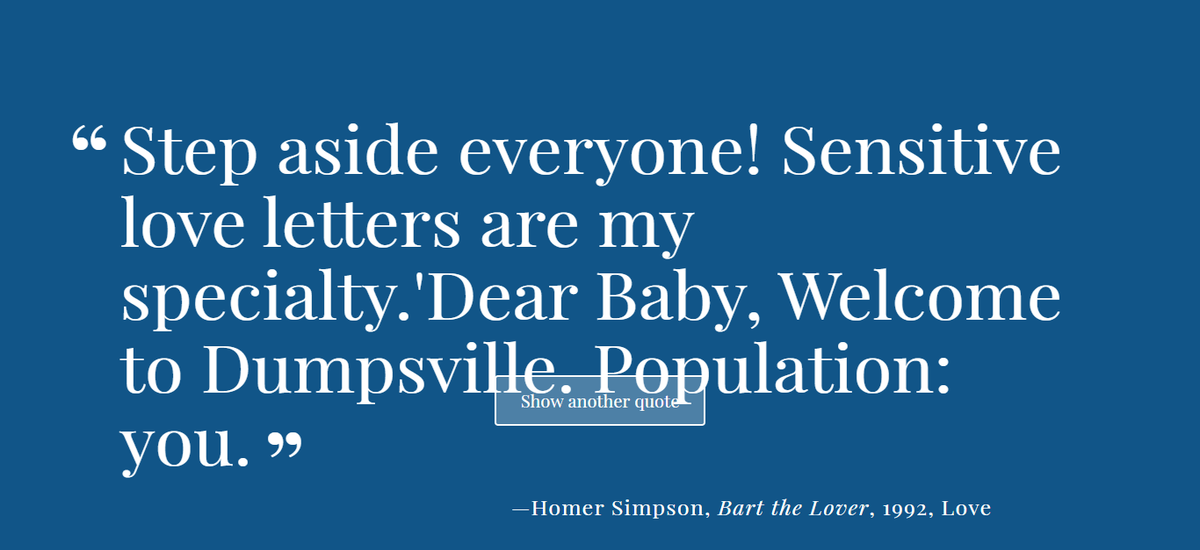 “ Step aside everyone! Sensitive
love letters are my
specialty.'Dear Baby, Welcome
to Dumpsville. Population:
you. ”
Show another quote
—Homer Simpson, Bart the Lover, 1992, Love